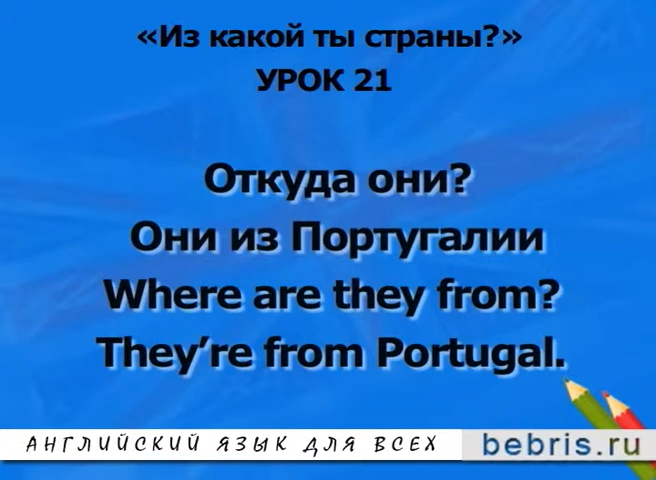 «Из какой ты страны?»
УРОК 21
Откуда они?
Они из Португалии
Where are they from?
They’re from Portugal.
АНГЛИЙСКИЙ ЯЗЫК ДЛЯ ВСЕХ bebris.ru